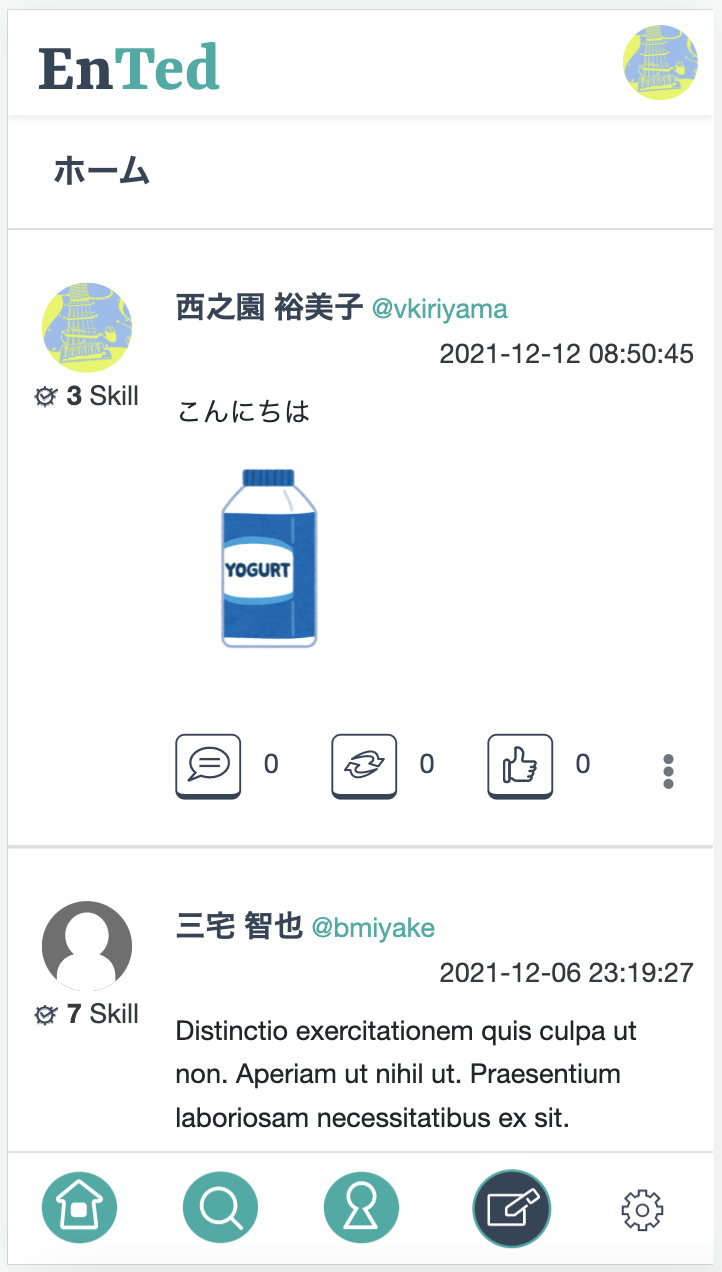 EnTed
ホーム
西之園 裕美子 @vkiriyama
2021-12-12 08:50:45
3 Skill
こんにちは
YOGURT
0 0 0
三宅 智也 @bmiyake
2021-12-06 23:19:27
7 Skill
Distinctio exercitationem quis culpa ut
non. Aperiam ut nihil ut. Praesentium
laboriosam necessitatibus ex sit.